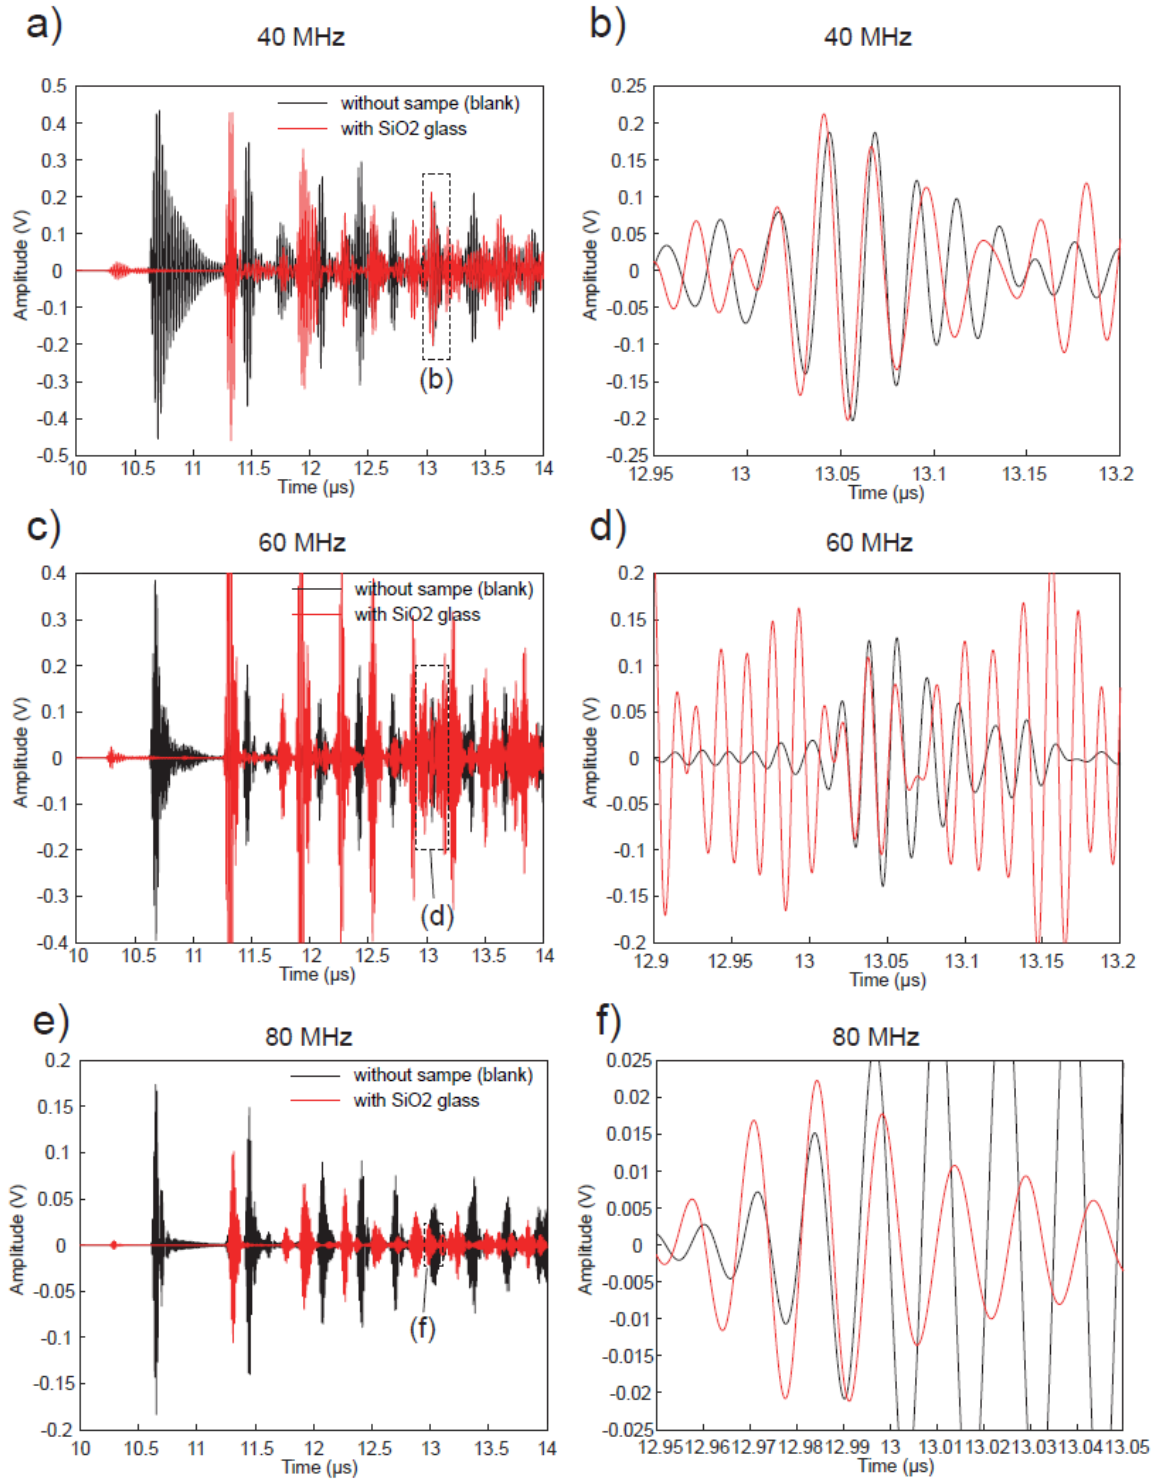 a)
40 MHz
0.5
0.4
0.3
0.2
0.1
0
-0.1
-0.2
-0.3
-0.4
-0.5
Amplitude (V)
without sampe (blank)
with SiO2 glass
(b)
10 10.5 11 11.5 12 12.5 13 13.5 14
Time (µs)
b)
40 MHz
0.25
0.2
0.15
0.1
0.05
0
-0.05
-0.1
-0.15
-0.2
-0.25
Amplitude (V)
12.95 13 13.05 13.1 13.15 13.2
Time (µs)
c)
60 MHz
0.4
0.3
0.2
0.1
0
-0.1
-0.2
-0.3
-0.4
Amplitude (V)
without sampe (blank)
with SiO2 glass
(d)
10 10.5 11 11.5 12 12.5 13 13.5 14
Time (µs)
d)
60 MHz
0.2
0.15
0.1
0.05
0
-0.05
-0.1
-0.15
-0.2
Amplitude (V)
12.9 12.95 13 13.05 13.1 13.15 13.2
Time (µs)
e)
80 MHz
0.2
0.15
0.1
0.05
0
-0.05
-0.1
-0.15
-0.2
Amplitude (V)
without sampe (blank)
with SiO2 glass
(f)
10 10.5 11 11.5 12 12.5 13 13.5 14
Time (µs)
f)
80 MHz
0.025
0.02
0.015
0.01
0.005
0
-0.005
-0.01
-0.015
-0.02
-0.025
Amplitude (V)
12.95 12.96 12.97 12.98 12.99 13 13.01 13.02 13.03 13.04 13.05
Time (µs)